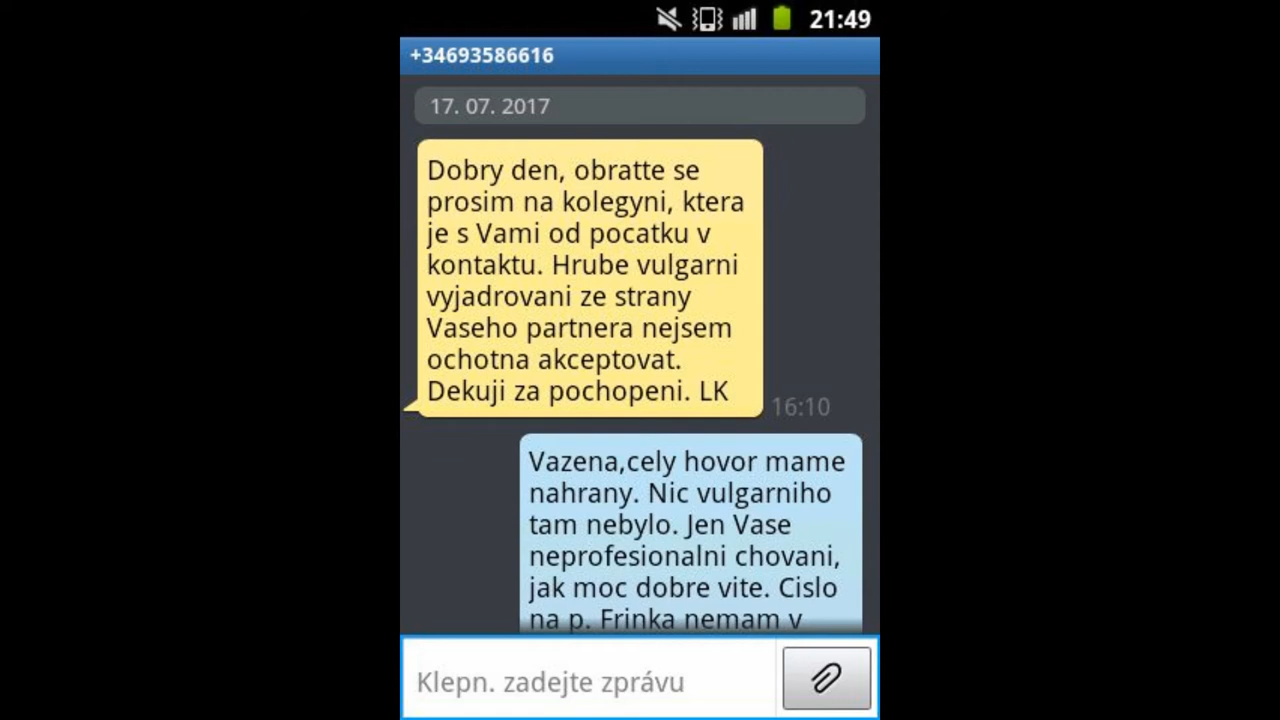 21:49
+34693586616
17. 07. 2017
Dobry den, obratte se
prosim na kolegyni, ktera
je s Vami od pocatku v
kontaktu. Hrube vulgarni
vyjadrovani ze strany
Vaseho partnera nejsem
ochotna akceptovat.
Dekuji za pochopeni. LK
16:10
Vazena,cely hovor mame
nahrany. Nic vulgarniho
tam nebylo. Jen Vase
neprofesionalni chovani,
jak moc dobre vite. Cislo
na p. Frinka nemam v
Klepn. zadejte zprávu